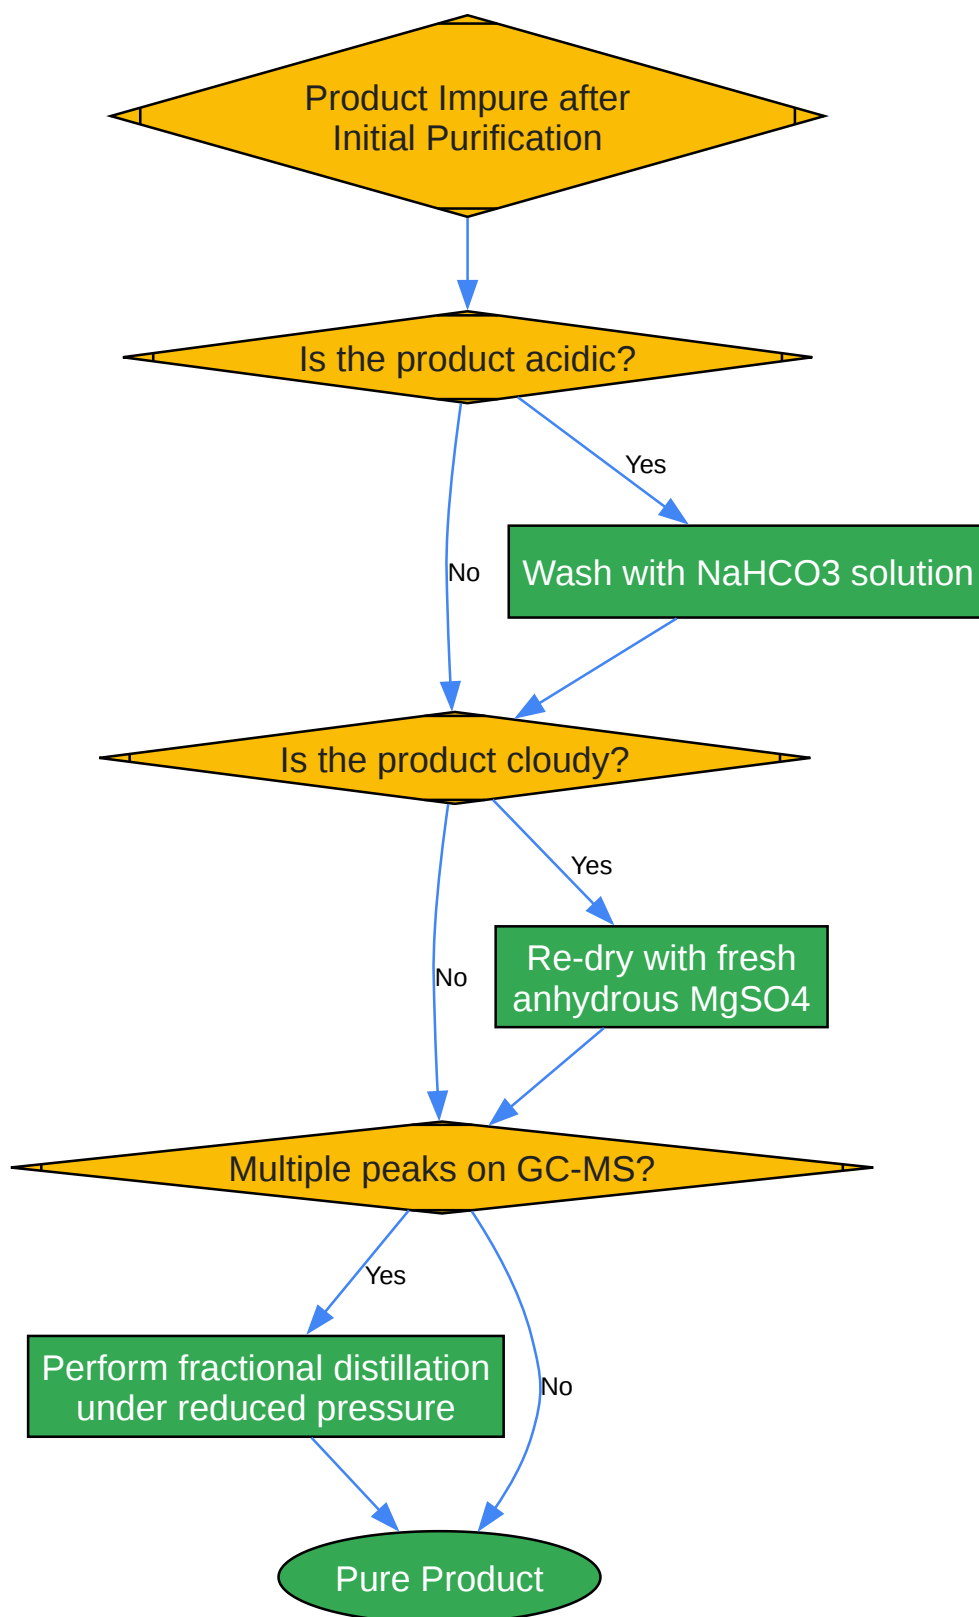 Product Impure after
Initial Purification
Is the product acidic?
Yes
No
Wash with NaHCO3 solution
Is the product cloudy?
Yes
No
Re-dry with fresh
anhydrous MgSO4
Multiple peaks on GC-MS?
Yes
No
Perform fractional distillation
under reduced pressure
Pure Product